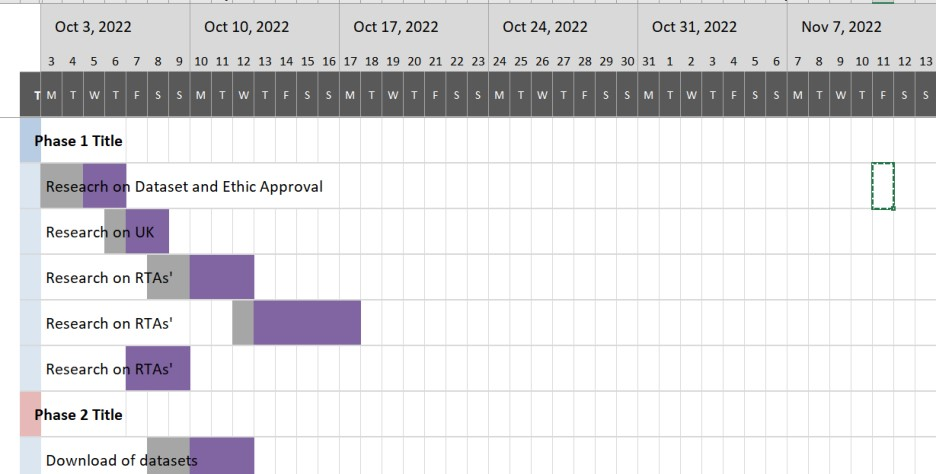 Oct 3, 2022 Oct 10, 2022 Oct 17, 2022 Oct 24, 2022 Oct 31, 2022 Nov 7, 2022
3 4 5 6 7 8 9 10 11 12 13 14 15 16 17 18 19 20 21 22 23 24 25 26 27 28 29 30 31 1 2 3 4 5 6 7 8 9 10 11 12 13
T M T W T F S S M T W T F S S M T W T F S S M T W T F S S M T W T F S S M T W T F S S
Phase 1 Title
Reseacrh on Dataset and Ethic Approval
Research on UK
Research on RTAs'
Research on RTAs'
Research on RTAs'
Phase 2 Title
Download of datasets